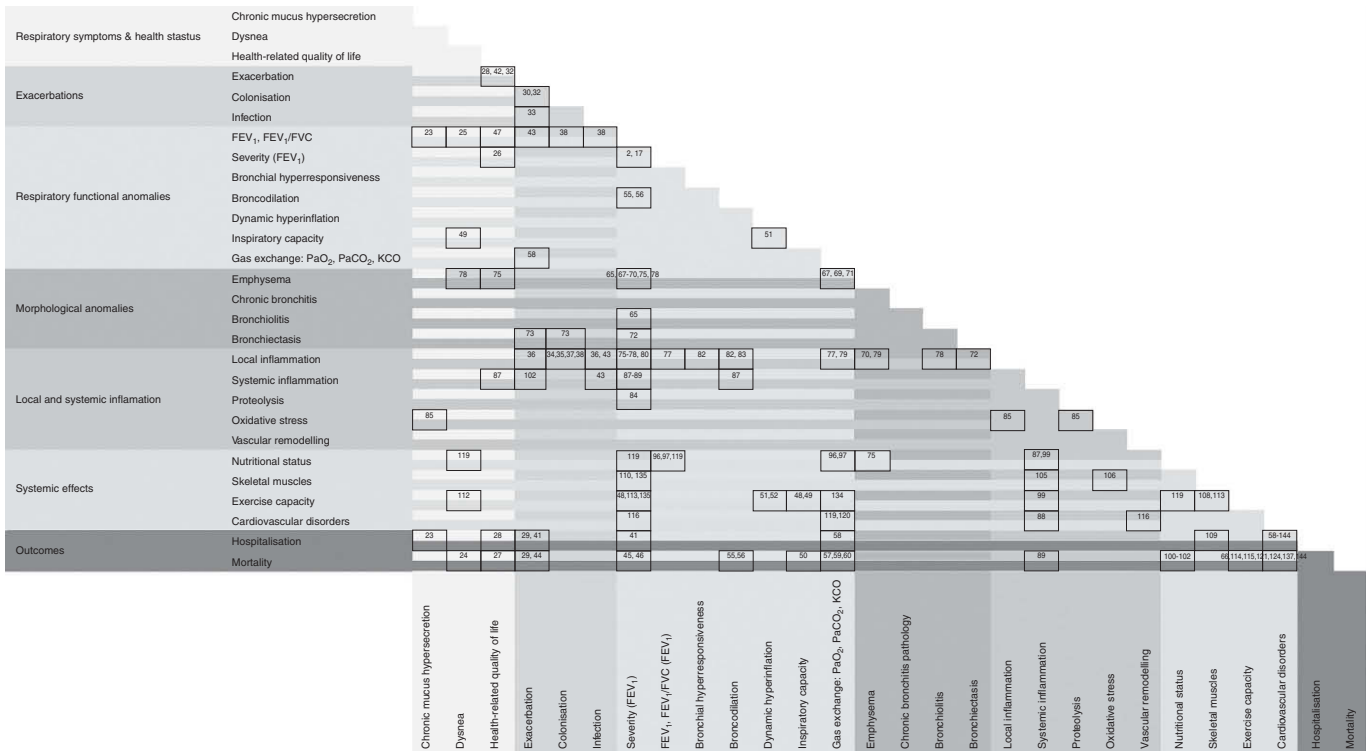 Chronic mucus hypersecretion
Respiratory symptoms & health stastus Dysnea
Health-related quality of life
Exacerbation 28, 42, 32
Exacerbations Colonisation 30,32
Infection 33
FEV1, FEV1/FVC 23 25 47 43 38 38
Severity (FEV1) 26 2, 17
Bronchial hyperresponsiveness
Respiratory functional anomalies Broncodilation 55, 56
Dynamic hyperinflation
Inspiratory capacity 49 51
Gas exchange: PaO2, PaCO2, KCO 58
Emphysema 78 75 65, 67-70,75, 78 67, 69, 71
Chronic bronchitis
Morphological anomalies
Bronchiolitis 65
Bronchiectasis 73 73 72
Local inflammation 36 34,35,37,38 36, 43 75-78, 80 77 82 82, 83 77, 79 70, 79 78 72
Systemic inflammation 87 102 43 87-89 87
Local and systemic inflamation Proteolysis 84
Oxidative stress 85 85 85
Vascular remodelling
Nutritional status 119 119 96,97,119 96,97 75 87,99
Systemic effects Skeletal muscles 110, 135 105 106
Exercise capacity 112 48,113,135 51,52 48,49 134 99 119 108,113
Cardiovascular disorders 116 119,120 88 116
Outcomes Hospitalisation 23 28 29, 41 41 58 109 58-144
Mortality 24 27 29, 44 45, 46 55,56 50 57,59,60 89 100-102 66,114,115,121,124,137,144
Chronic mucus hypersecretion
Dysnea
Health-related quality of life
Exacerbation
Colonisation
Infection
Severity (FEV1)
FEV1, FEV1/FVC (FEV1)
Bronchial hyperresponsiveness
Broncodilation
Dynamic hyperinflation
Inspiratory capacity
Gas exchange: PaO2, PaCO2, KCO
Emphysema
Chronic bronchitis pathology
Bronchiolitis
Bronchiectasis
Local inflammation
Systemic inflammation
Proteolysis
Oxidative stress
Vascular remodelling
Nutritional status
Skeletal muscles
Exercise capacity
Cardiovascular disorders
Hospitalisation
Mortality